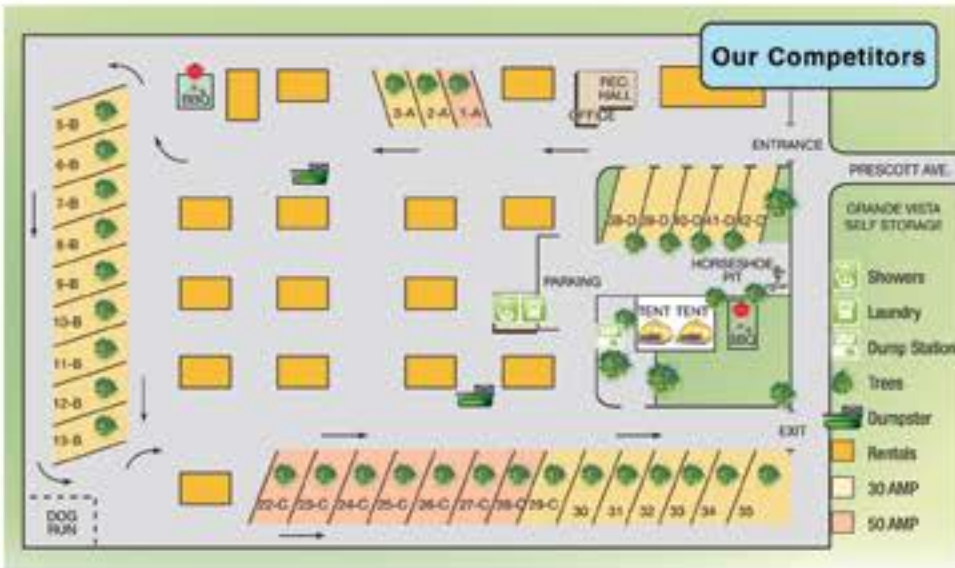 Our Competitors
BBQ
3-A
2-A
1-A
REC.
HALL
OFFICE
ENTRANCE
PRESCOTT AVE.
GRANDE VISTA
SELF STORAGE
5-B
6-B
7-B
8-B
9-B
10-B
11-B
12-B
13-B
38-D
39-D
40-D
41-D
42-D
HORSESHOE
PIT
PARKING
TENT TENT
BBQ
Showers
Laundry
Dump Station
Trees
Dumpster
Rentals
30 AMP
50 AMP
EXIT
22-C
23-C
24-C
25-C
26-C
27-C
28-C
29-C
30
31
32
33
34
35
DOG
RUN